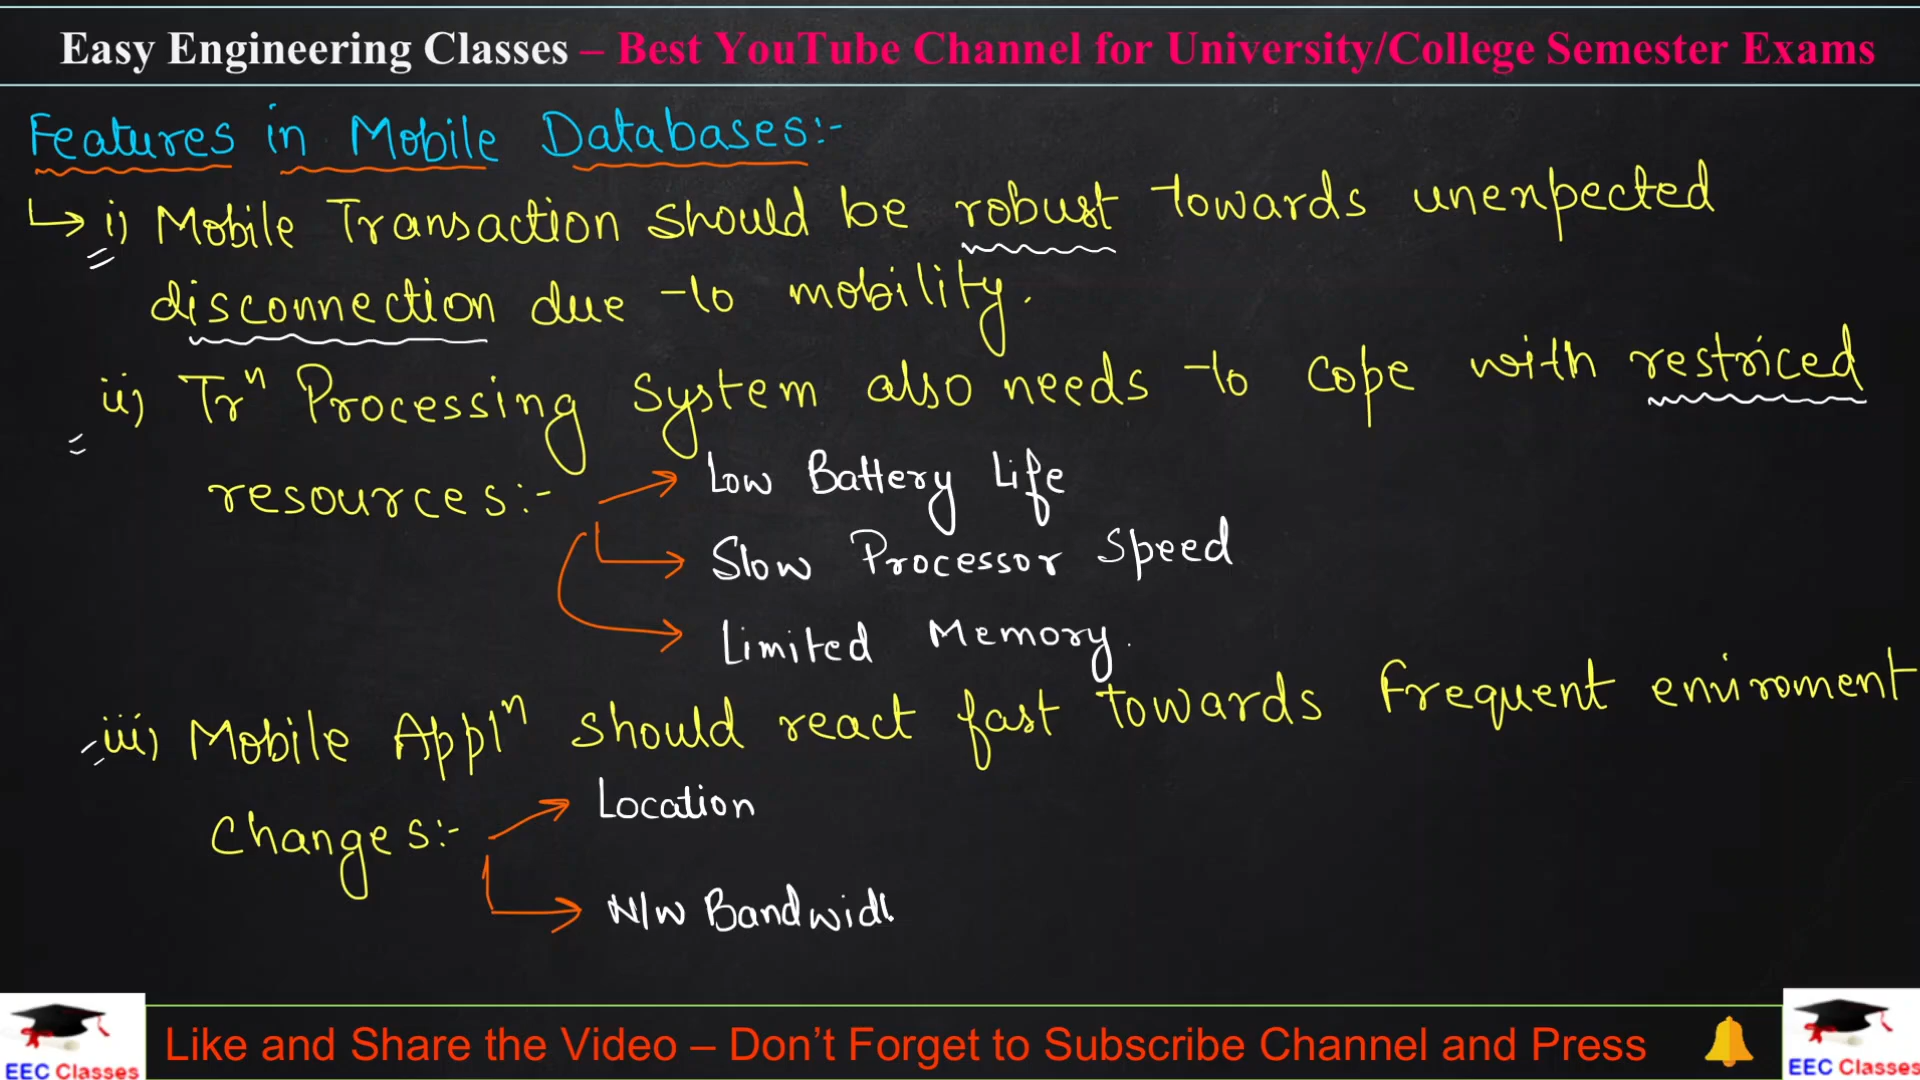 Easy Engineering Classes – Best YouTube Channel for University/College Semester Exams
Features in Mobile Databases:-
i) Mobile Transaction should be robust towards unexpected
disconnection due to mobility.
ii) Trⁿ Processing System also needs to cope with restriced
resources:-
Low Battery Life
Slow Processor Speed
Limited Memory.
iii) Mobile Applⁿ should react fast towards Frequent enviroment
Changes:-
Location
N/W Bandwid
Like and Share the Video – Don't Forget to Subscribe Channel and Press
EEC Classes
EEC Classes